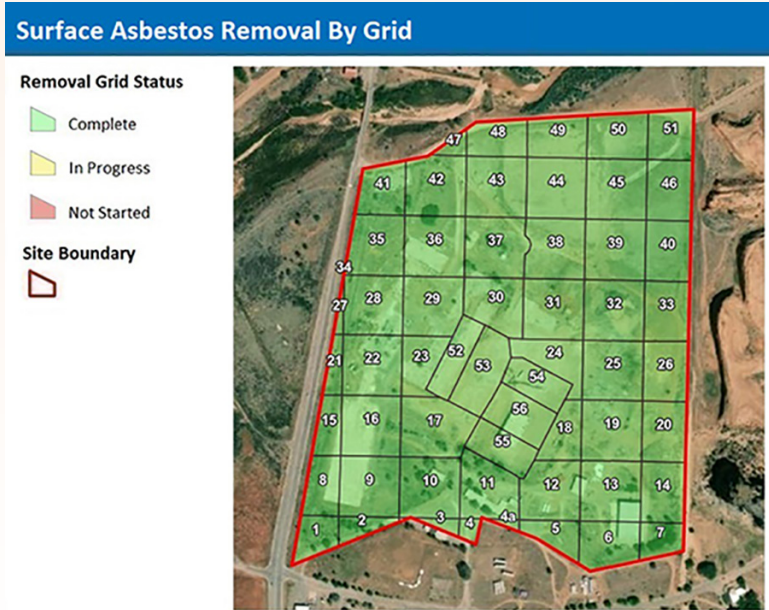 Surface Asbestos Removal By Grid
Removal Grid Status
Complete
In Progress
Not Started
Site Boundary
47 48 49 50 51
41 42 43 44 45 46
35 36 37 38 39 40
34
27 28 29 30 31 32 33
21 22 23 52 53 24 25 26
54
15 16 17 56 18 19 20
55
8 9 10 11 12 13 14
1 2 3 4 4a 5 6 7